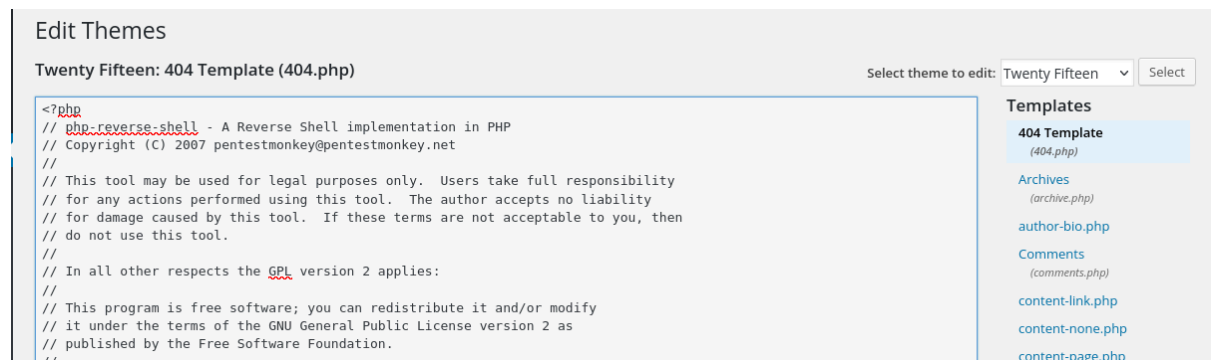 Edit Themes
Twenty Fifteen: 404 Template (404.php)
Select theme to edit: Twenty Fifteen Select
<?php
// php-reverse-shell - A Reverse Shell implementation in PHP
// Copyright (C) 2007 pentestmonkey@pentestmonkey.net
//
// This tool may be used for legal purposes only.  Users take full responsibility
// for any actions performed using this tool.  The author accepts no liability
// for damage caused by this tool.  If these terms are not acceptable to you, then
// do not use this tool.
//
// In all other respects the GPL version 2 applies:
//
// This program is free software; you can redistribute it and/or modify
// it under the terms of the GNU General Public License version 2 as
// published by the Free Software Foundation.
//
Templates
404 Template
(404.php)
Archives
(archive.php)
author-bio.php
Comments
(comments.php)
content-link.php
content-none.php
content-page.php